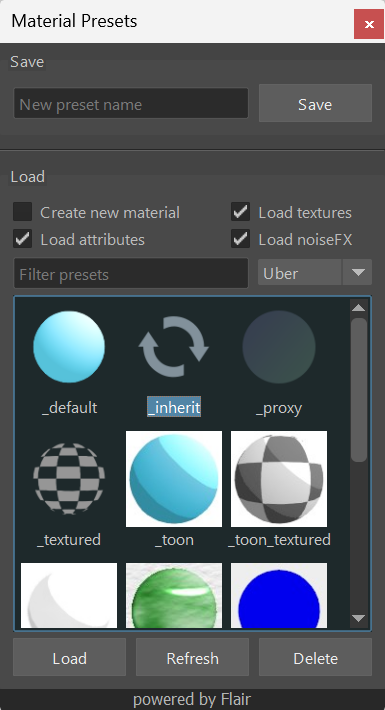 Material Presets
Save
New preset name
Save
Load
Create new material
Load textures
Load attributes
Load noiseFX
Filter presets
Uber
_default
_inherit
_proxy
_textured
_toon
_toon_textured
Load
Refresh
Delete
powered by Flair